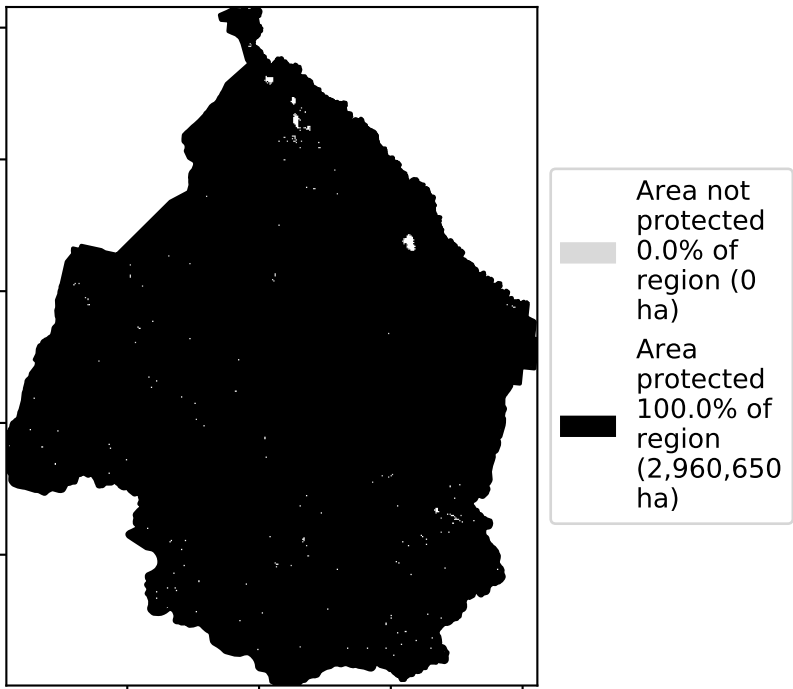 Area not
protected
0.0% of
region (0
ha)
Area
protected
100.0% of
region
(2,960,650
ha)